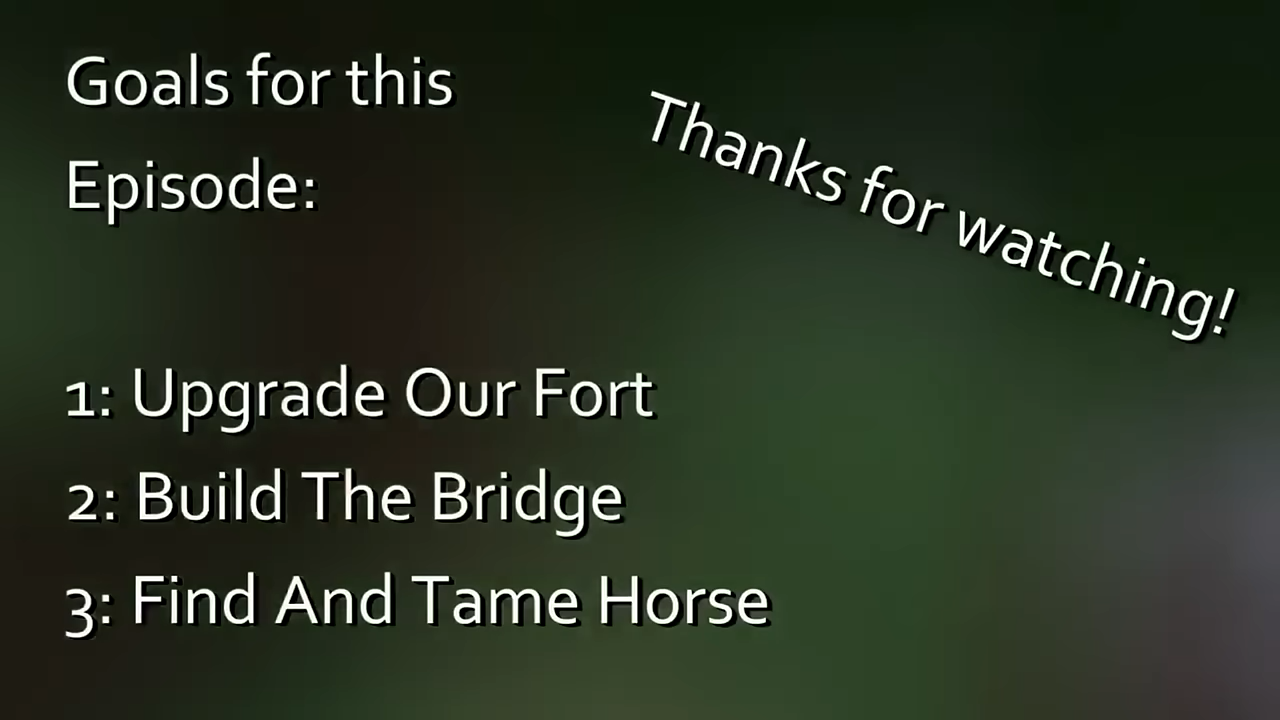 Goals for this
Episode:
Thanks for watching!
1: Upgrade Our Fort
2: Build The Bridge
3: Find And Tame Horse